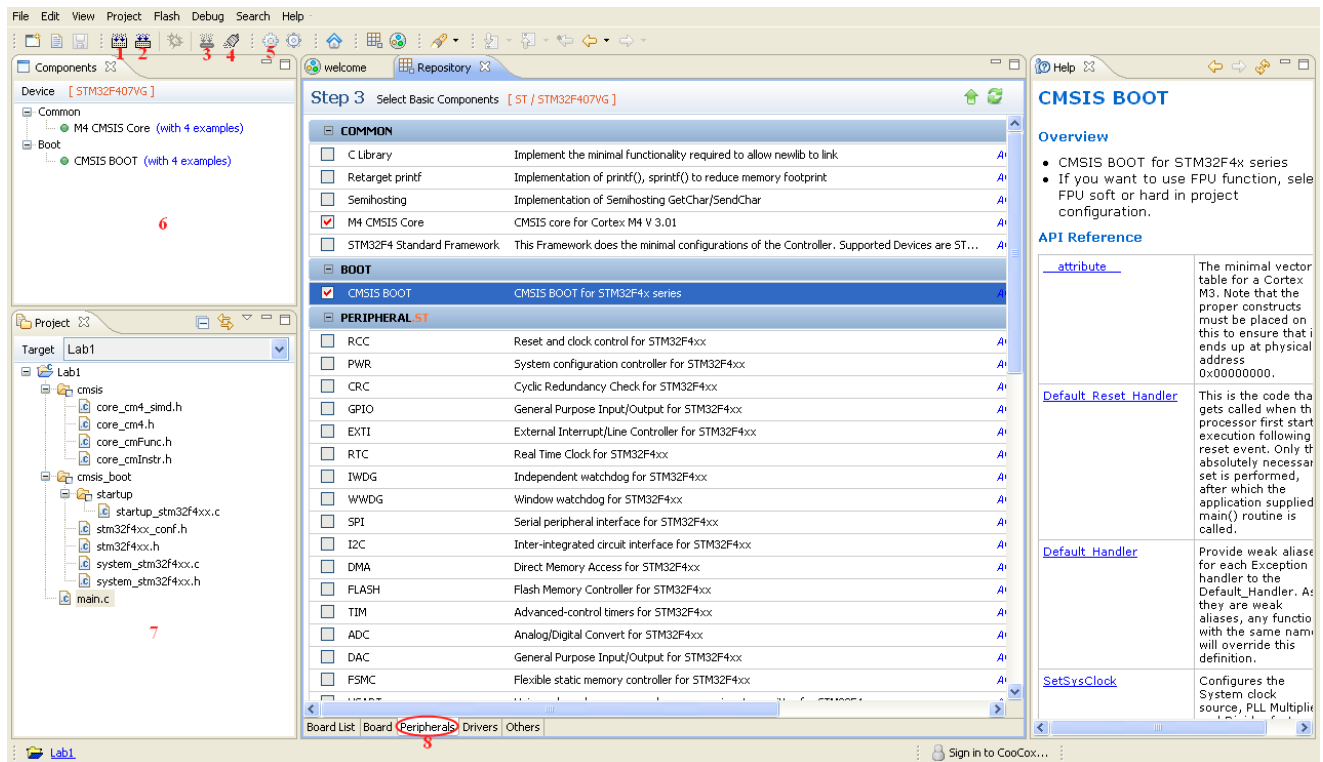 File Edit View Project Flash Debug Search Help
1 2 3 4 5
Components
Device [ STM32F407VG ]
Common
M4 CMSIS Core (with 4 examples)
Boot
CMSIS BOOT (with 4 examples)
6
Project
Target Lab1
Lab1
cmsis
core_cm4_simd.h
core_cm4.h
core_cmFunc.h
core_cmInstr.h
cmsis_boot
startup
startup_stm32f4xx.c
stm32f4xx_conf.h
stm32f4xx.h
system_stm32f4xx.c
system_stm32f4xx.h
main.c
7
welcome Repository
Step 3 Select Basic Components [ ST / STM32F407VG ]
COMMON
C Library Implement the minimal functionality required to allow newlib to link
Retarget printf Implementation of printf(), sprintf() to reduce memory footprint
Semihosting Implementation of Semihosting GetChar/SendChar
M4 CMSIS Core CMSIS core for Cortex M4 V 3.01
STM32F4 Standard Framework This Framework does the minimal configurations of the Controller. Supported Devices are ST...
BOOT
CMSIS BOOT CMSIS BOOT for STM32F4x series
PERIPHERAL.ST
RCC Reset and clock control for STM32F4xx
PWR System configuration controller for STM32F4xx
CRC Cyclic Redundancy Check for STM32F4xx
GPIO General Purpose Input/Output for STM32F4xx
EXTI External Interrupt/Line Controller for STM32F4xx
RTC Real Time Clock for STM32F4xx
IWDG Independent watchdog for STM32F4xx
WWDG Window watchdog for STM32F4xx
SPI Serial peripheral interface for STM32F4xx
I2C Inter-integrated circuit interface for STM32F4xx
DMA Direct Memory Access for STM32F4xx
FLASH Flash Memory Controller for STM32F4xx
TIM Advanced-control timers for STM32F4xx
ADC Analog/Digital Convert for STM32F4xx
DAC General Purpose Input/Output for STM32F4xx
FSMC Flexible static memory controller for STM32F4xx
Board List Board Peripherals Drivers Others
8
Help
CMSIS BOOT
Overview
CMSIS BOOT for STM32F4x series
If you want to use FPU function, sele
FPU soft or hard in project
configuration.
API Reference
__attribute__ The minimal vector
table for a Cortex
M3. Note that the
proper constructs
must be placed on
this to ensure that i
ends up at physical
address
0x00000000.
Default_Reset_Handler This is the code tha
gets called when th
processor first start
execution following
reset event. Only th
absolutely necessar
set is performed,
after which the
application supplied
main() routine is
called.
Default_Handler Provide weak aliase
for each Exception
handler to the
Default_Handler. As
they are weak
aliases, any functio
with the same name
will override this
definition.
SetSysClock Configures the
System clock
source, PLL Multiplie
Lab1 Sign in to CooCox...